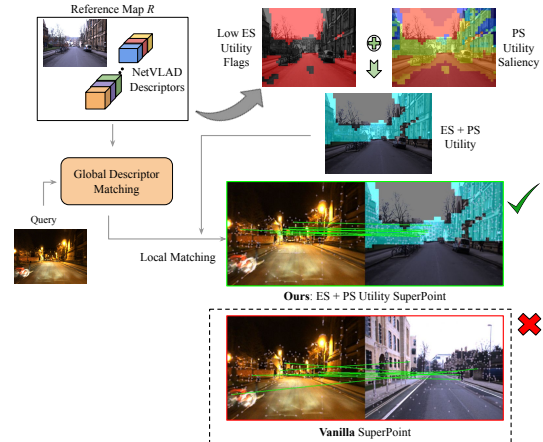 Reference Map R
NetVLAD
Descriptors
Low ES
Utility
Flags
PS
Utility
Saliency
ES + PS
Utility
Global Descriptor
Matching
Query
Local Matching
Ours: ES + PS Utility SuperPoint
Vanilla SuperPoint